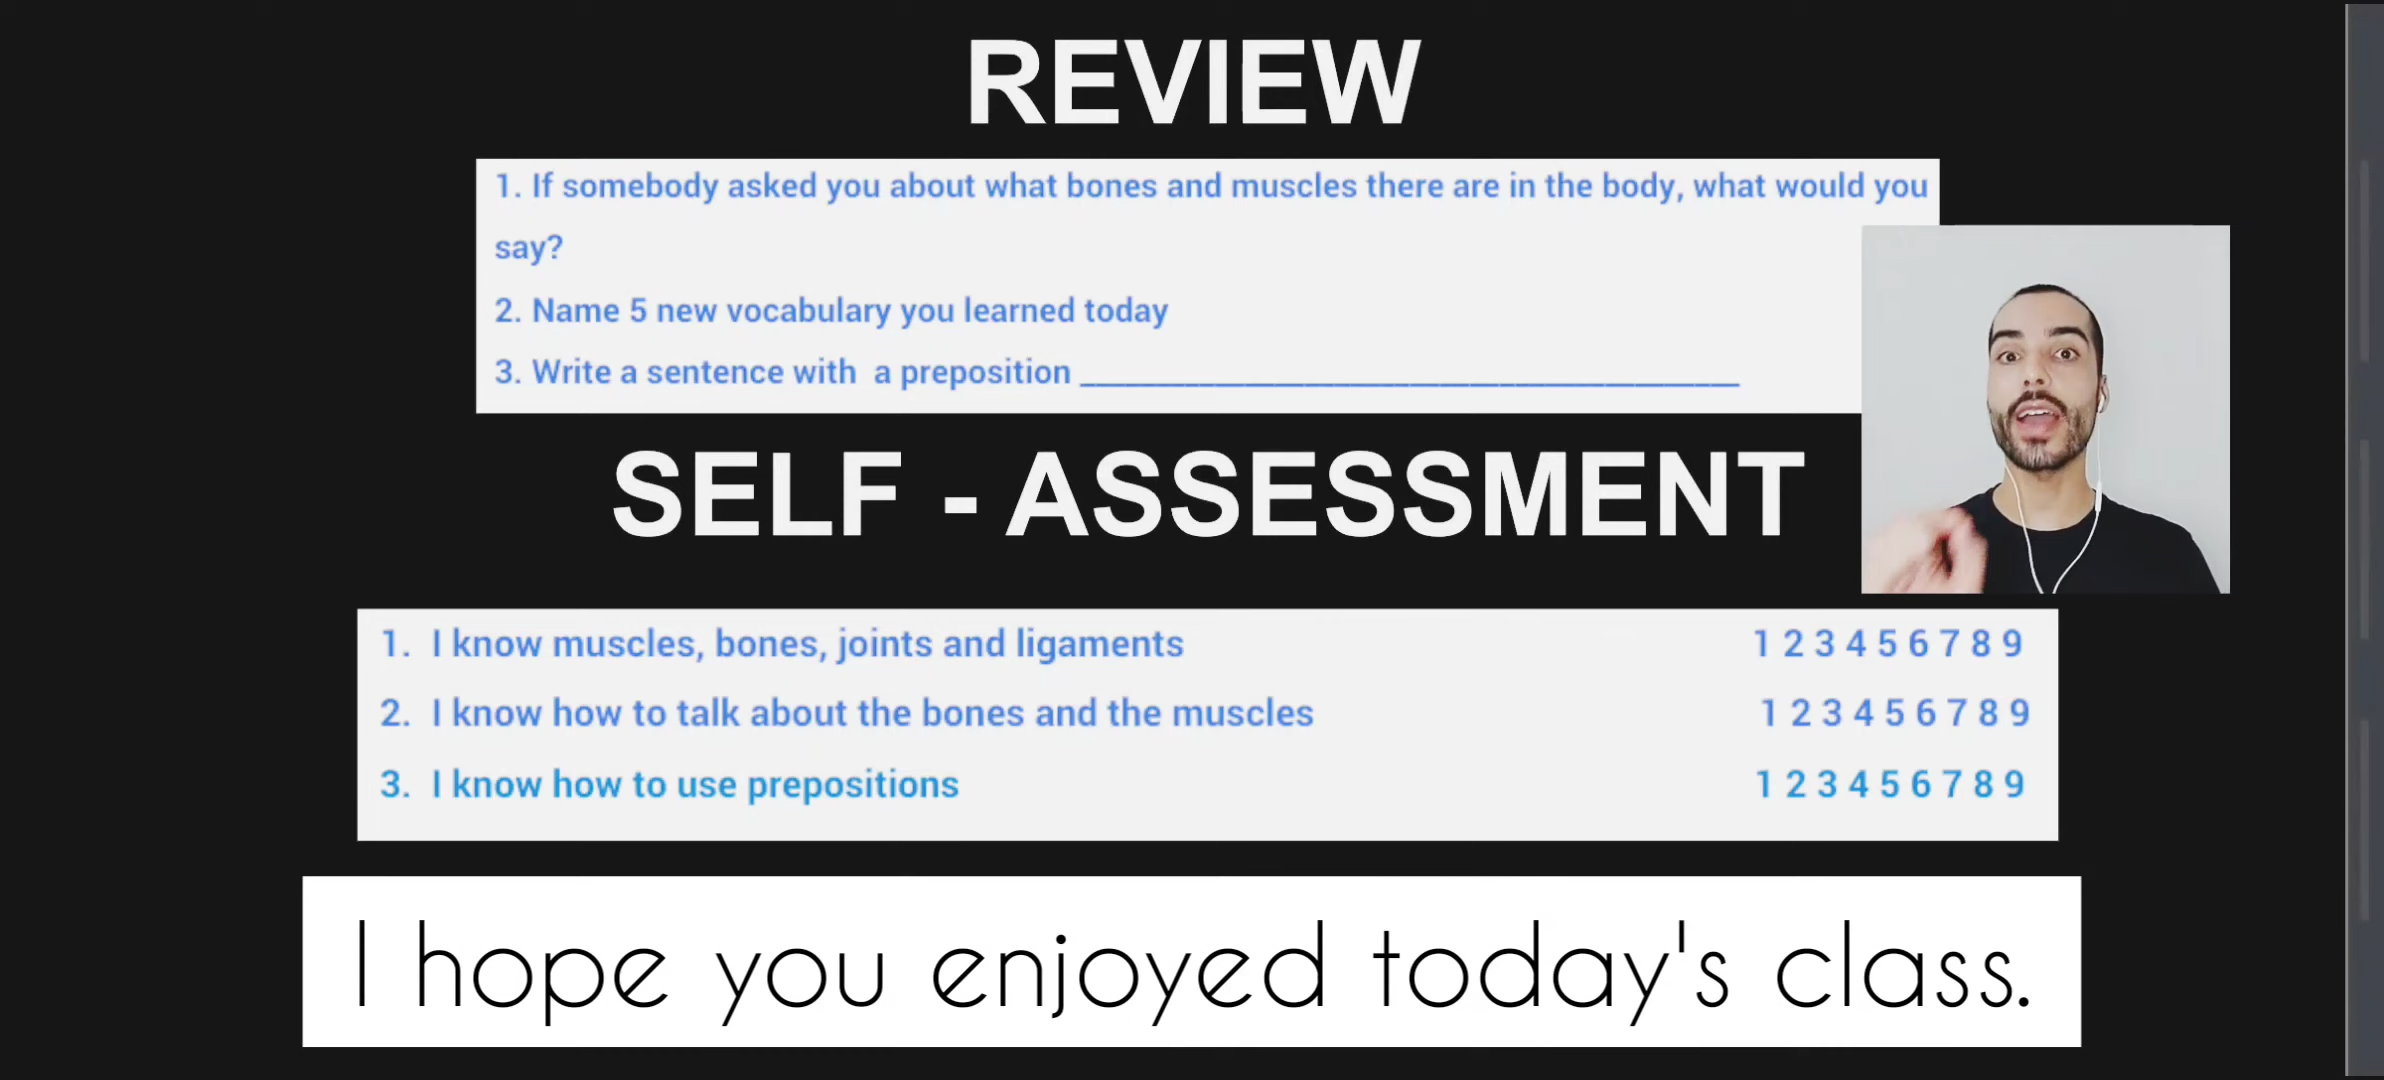 REVIEW
1. If somebody asked you about what bones and muscles there are in the body, what would you
say?
2. Name 5 new vocabulary you learned today
3. Write a sentence with  a preposition ________________________________
SELF - ASSESSMENT
1. I know muscles, bones, joints and ligaments 1 2 3 4 5 6 7 8 9
2. I know how to talk about the bones and the muscles 1 2 3 4 5 6 7 8 9
3. I know how to use prepositions 1 2 3 4 5 6 7 8 9
I hope you enjoyed today's class.